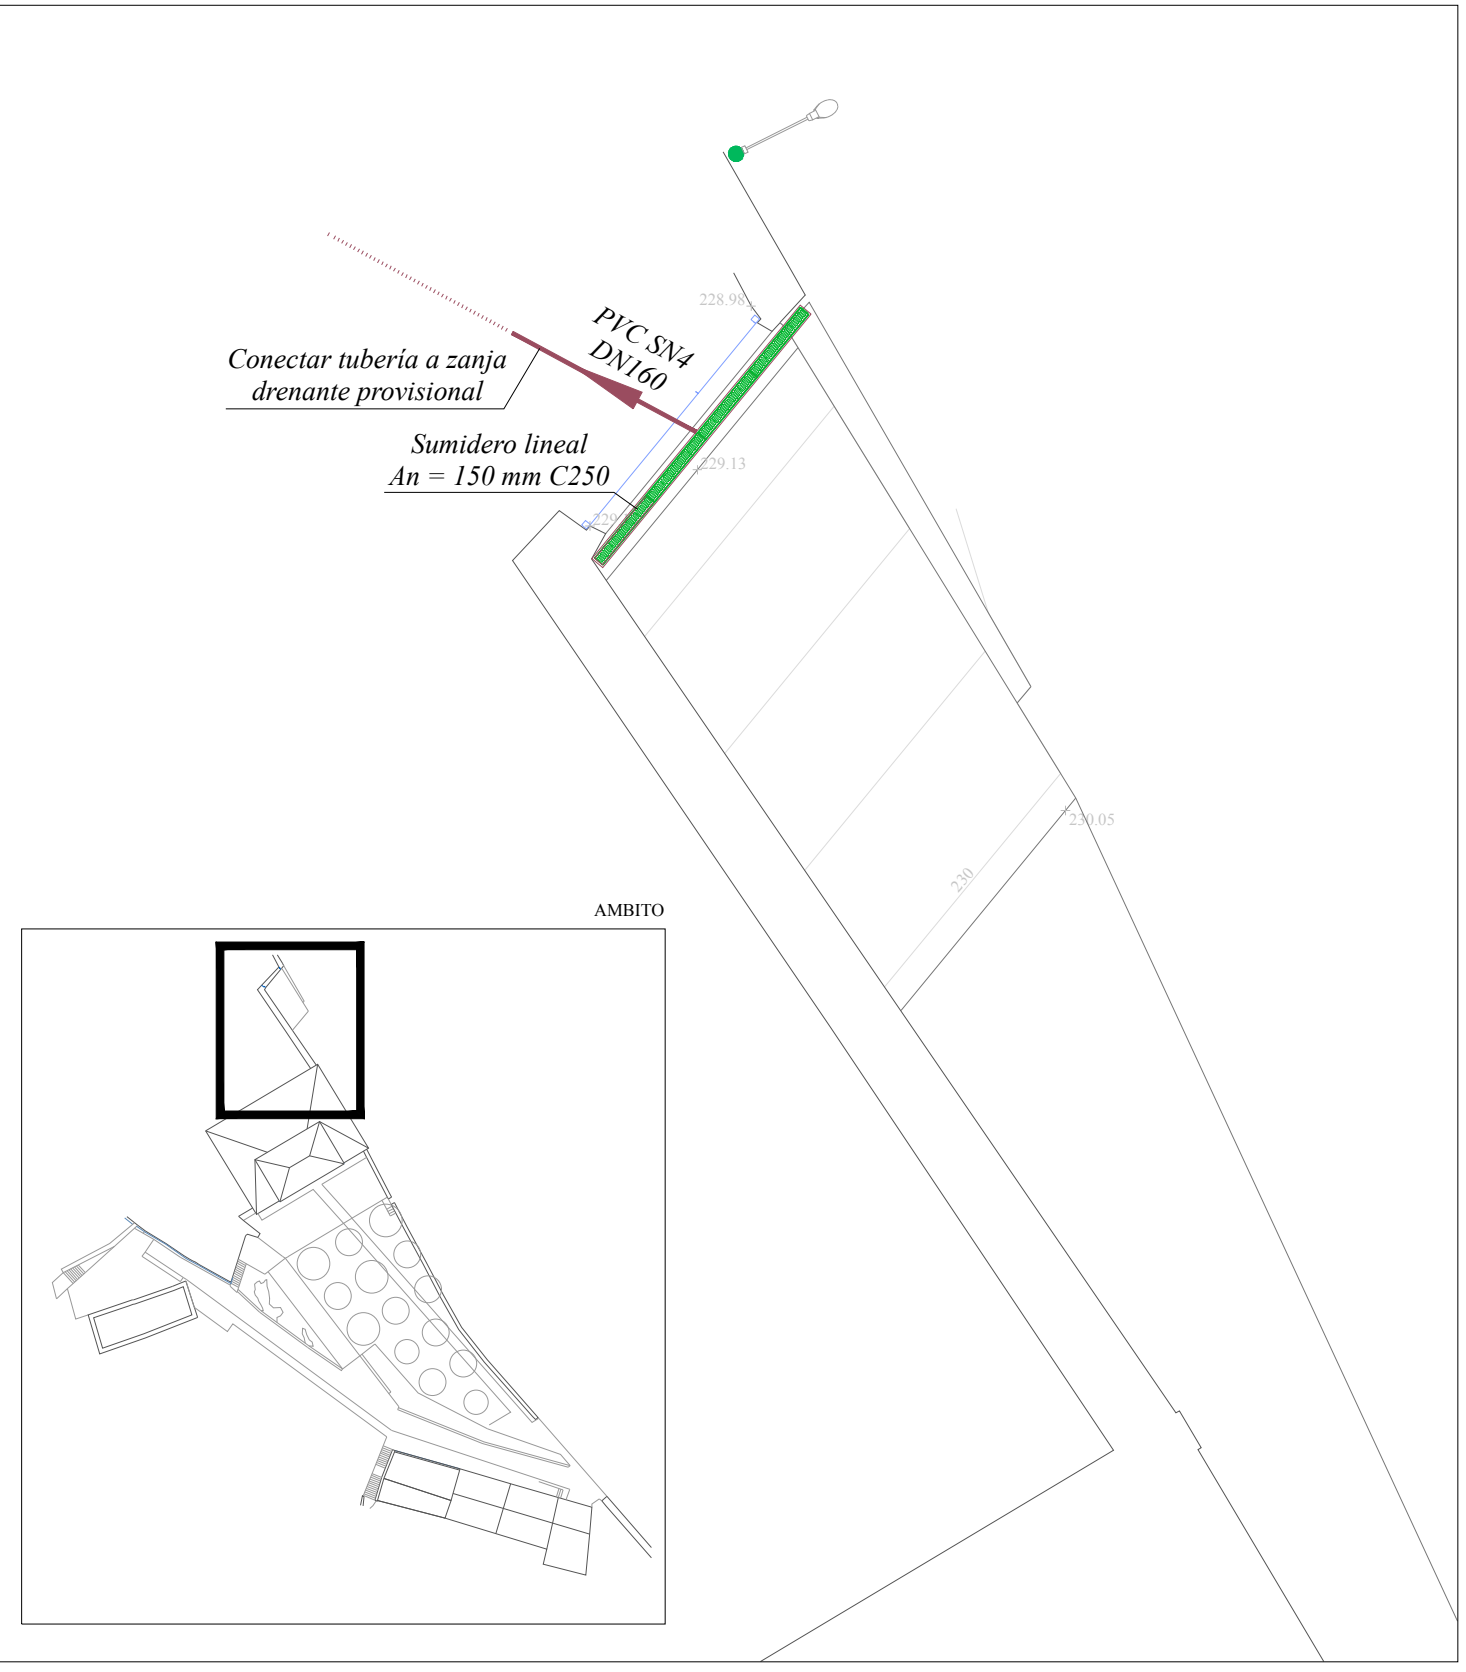 228.98
PVC SN4
DN160
Conectar tubería a zanja
drenante provisional
Sumidero lineal
An = 150 mm C250
229.13
229.
230.05
230
AMBITO